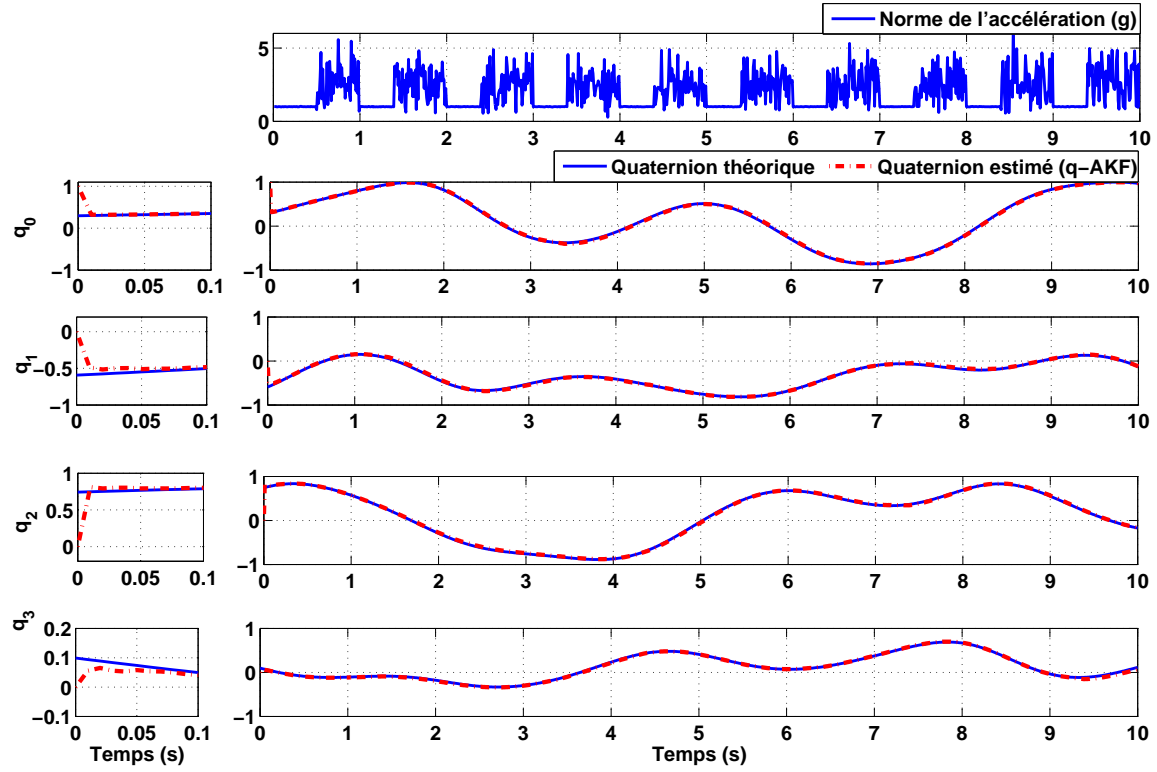 Norme de l'accélération (g)
5
0
0 1 2 3 4 5 6 7 8 9 10
Quaternion théorique Quaternion estimé (q−AKF)
q0
1
0
−1
0 0.05 0.1
1
0
−1
0 1 2 3 4 5 6 7 8 9 10
q1
0
−0.5
−1
0 0.05 0.1
1
0
−1
0 1 2 3 4 5 6 7 8 9 10
q2
1
0.5
0
0 0.05 0.1
1
0
−1
0 1 2 3 4 5 6 7 8 9 10
q3
0.2
0.1
0
−0.1
0 0.05 0.1
1
0
−1
0 1 2 3 4 5 6 7 8 9 10
Temps (s) Temps (s)